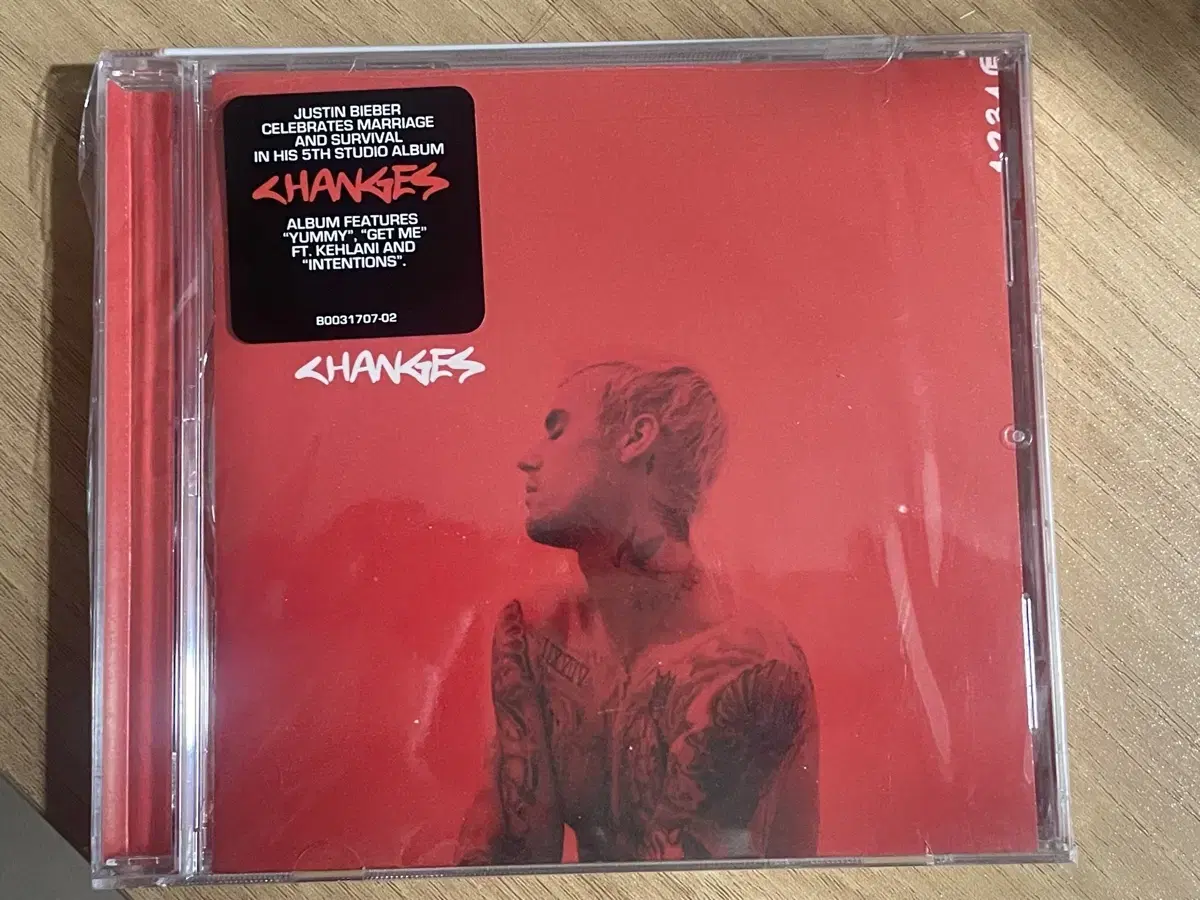 JUSTIN BIEBER
CELEBRATES MARRIAGE
AND SURVIVAL
IN HIS 5TH STUDIO ALBUM
CHANGES
ALBUM FEATURES
“YUMMY”, “GET ME”
FT. KEHLANI AND
“INTENTIONS”.
B0031707-02
CHANGES